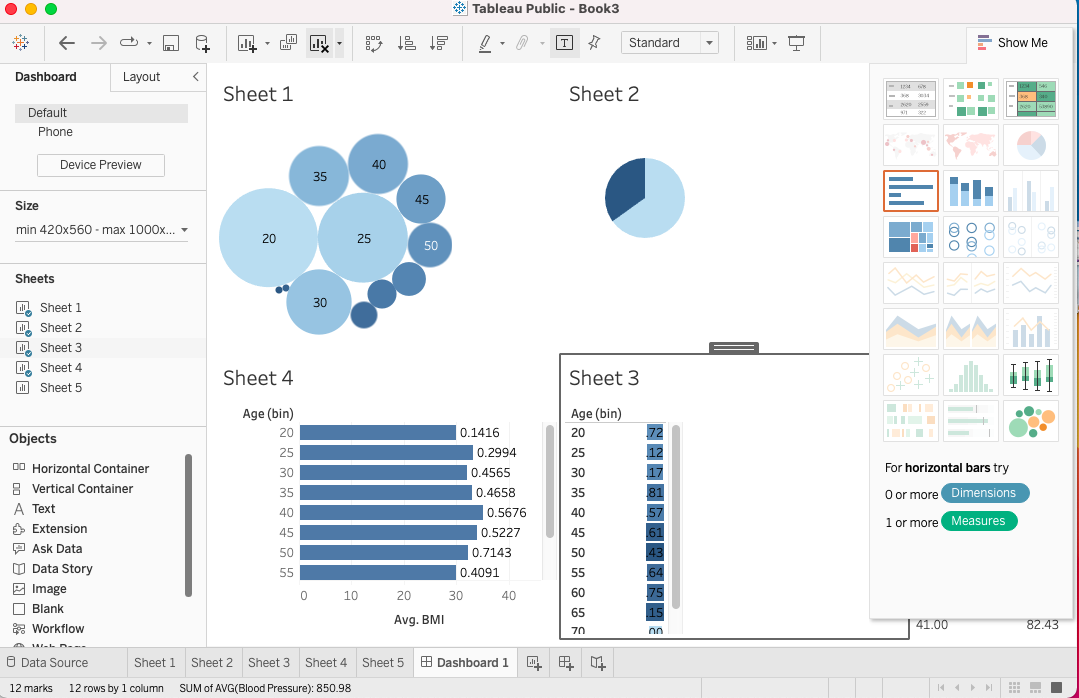 Tableau Public - Book3
Standard
Show Me
Dashboard
Layout
Default
Phone
Device Preview
Size
min 420x560 - max 1000x...
Sheets
Sheet 1
Sheet 2
Sheet 3
Sheet 4
Sheet 5
Objects
Horizontal Container
Vertical Container
Text
Extension
Ask Data
Data Story
Image
Blank
Workflow
Sheet 1
35
40
45
20
25
50
30
Sheet 2
Sheet 4
Age (bin)
20 0.1416
25 0.2994
30 0.4565
35 0.4658
40 0.5676
45 0.5227
50 0.7143
55 0.4091
0 10 20 30 40
Avg. BMI
Sheet 3
Age (bin)
20 .72
25 .12
30 .17
35 .81
40 .57
45 .61
50 .43
55 .64
60 .75
65 .15
70 .00
For horizontal bars try
0 or more Dimensions
1 or more Measures
41.00 82.43
Data Source
Sheet 1
Sheet 2
Sheet 3
Sheet 4
Sheet 5
Dashboard 1
12 marks 12 rows by 1 column SUM of AVG(Blood Pressure): 850.98